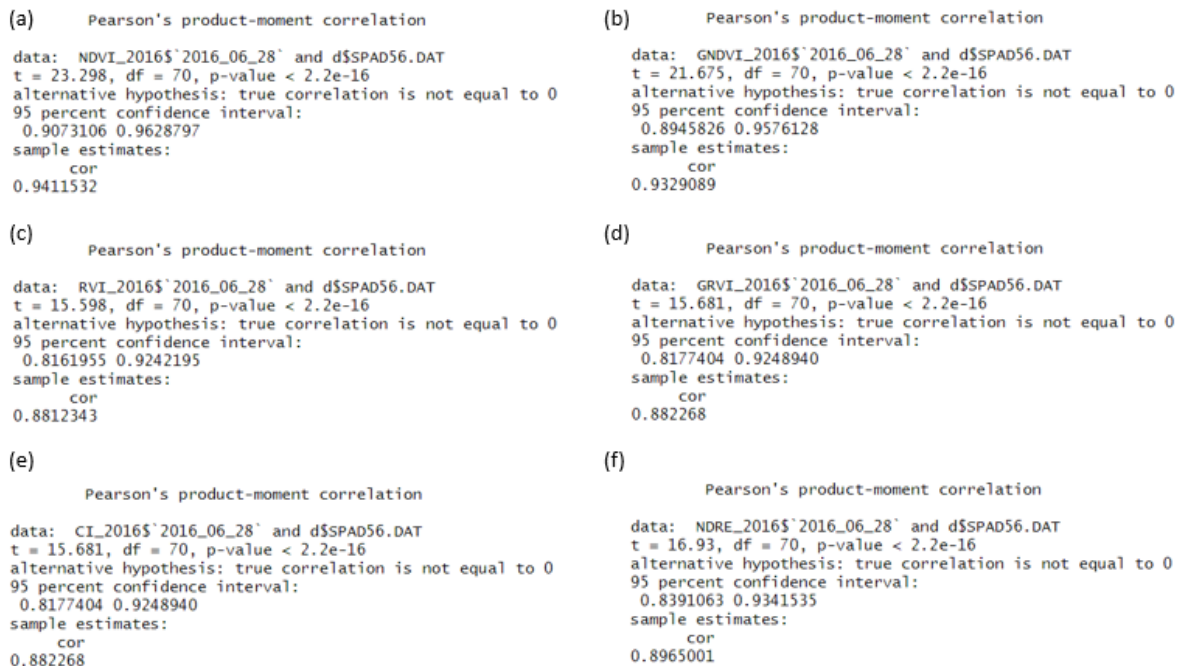 (a)
Pearson's product-moment correlation
data: NDVI_2016$`2016_06_28` and d$SPAD56.DAT
t = 23.298, df = 70, p-value < 2.2e-16
alternative hypothesis: true correlation is not equal to 0
95 percent confidence interval:
0.9073106 0.9628797
sample estimates:
cor
0.9411532
(b)
Pearson's product-moment correlation
data: GNDVI_2016$`2016_06_28` and d$SPAD56.DAT
t = 21.675, df = 70, p-value < 2.2e-16
alternative hypothesis: true correlation is not equal to 0
95 percent confidence interval:
0.8945826 0.9576128
sample estimates:
cor
0.9329089
(c)
Pearson's product-moment correlation
data: RVI_2016$`2016_06_28` and d$SPAD56.DAT
t = 15.598, df = 70, p-value < 2.2e-16
alternative hypothesis: true correlation is not equal to 0
95 percent confidence interval:
0.8161955 0.9242195
sample estimates:
cor
0.8812343
(d)
Pearson's product-moment correlation
data: GRVI_2016$`2016_06_28` and d$SPAD56.DAT
t = 15.681, df = 70, p-value < 2.2e-16
alternative hypothesis: true correlation is not equal to 0
95 percent confidence interval:
0.8177404 0.9248940
sample estimates:
cor
0.882268
(e)
Pearson's product-moment correlation
data: CI_2016$`2016_06_28` and d$SPAD56.DAT
t = 15.681, df = 70, p-value < 2.2e-16
alternative hypothesis: true correlation is not equal to 0
95 percent confidence interval:
0.8177404 0.9248940
sample estimates:
cor
0.882268
(f)
Pearson's product-moment correlation
data: NDRE_2016$`2016_06_28` and d$SPAD56.DAT
t = 16.93, df = 70, p-value < 2.2e-16
alternative hypothesis: true correlation is not equal to 0
95 percent confidence interval:
0.8391063 0.9341535
sample estimates:
cor
0.8965001